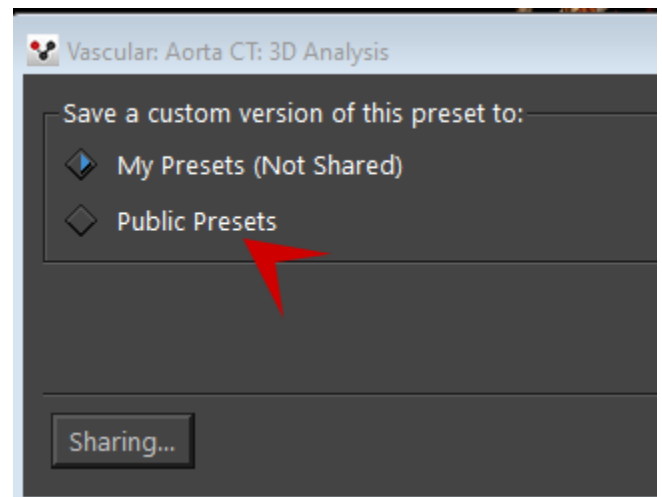 Vascular: Aorta CT: 3D Analysis
Save a custom version of this preset to:
My Presets (Not Shared)
Public Presets
Sharing...